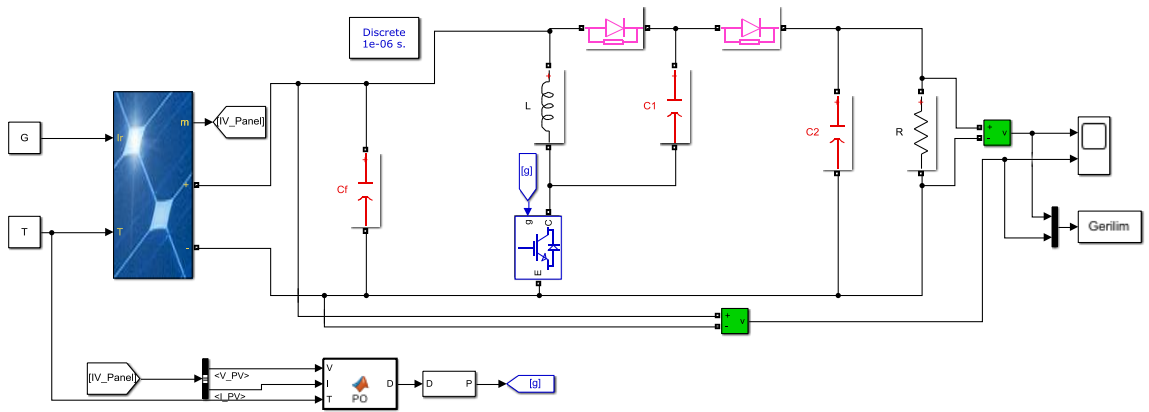 Discrete
1e-06 s.
G
T
Ir
T
m
+
-
[IV_Panel]
Cf
+
L
+
C1
+
C2
+
R
+
[g]
g
C
E
+
-
v
Gerilim
+
-
v
[IV_Panel]
<V_PV>
<I_PV>
V
I
T
D
PO
D
P
[g]